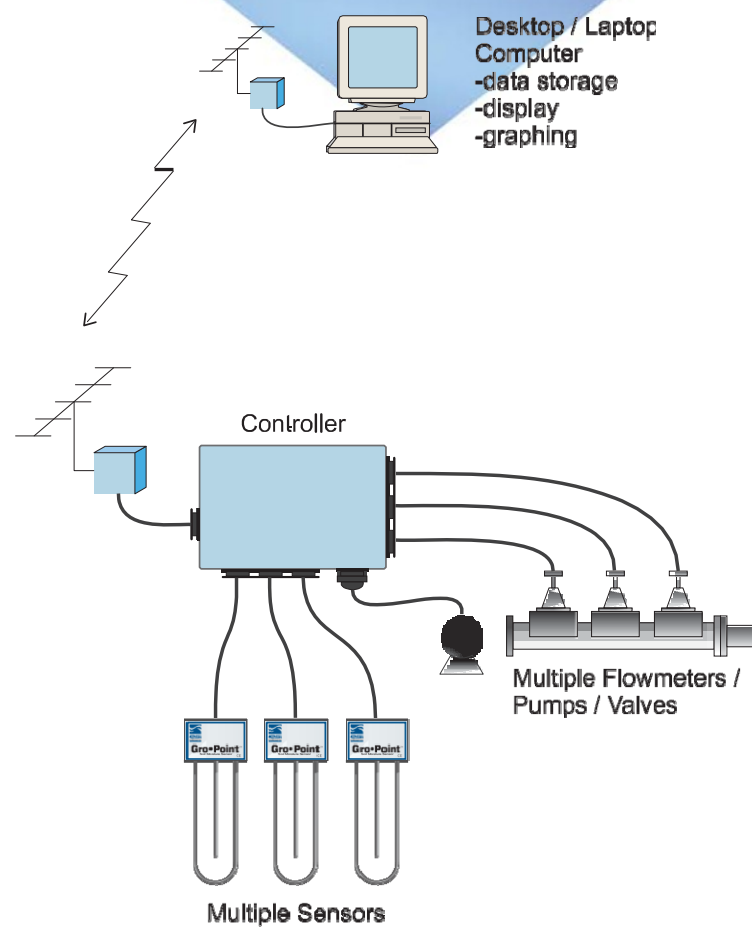 Desktop / Laptop
Computer
-data storage
-display
-graphing
Controller
Multiple Flowmeters /
Pumps / Valves
Gro•Point
Gro•Point
Gro•Point
Multiple Sensors